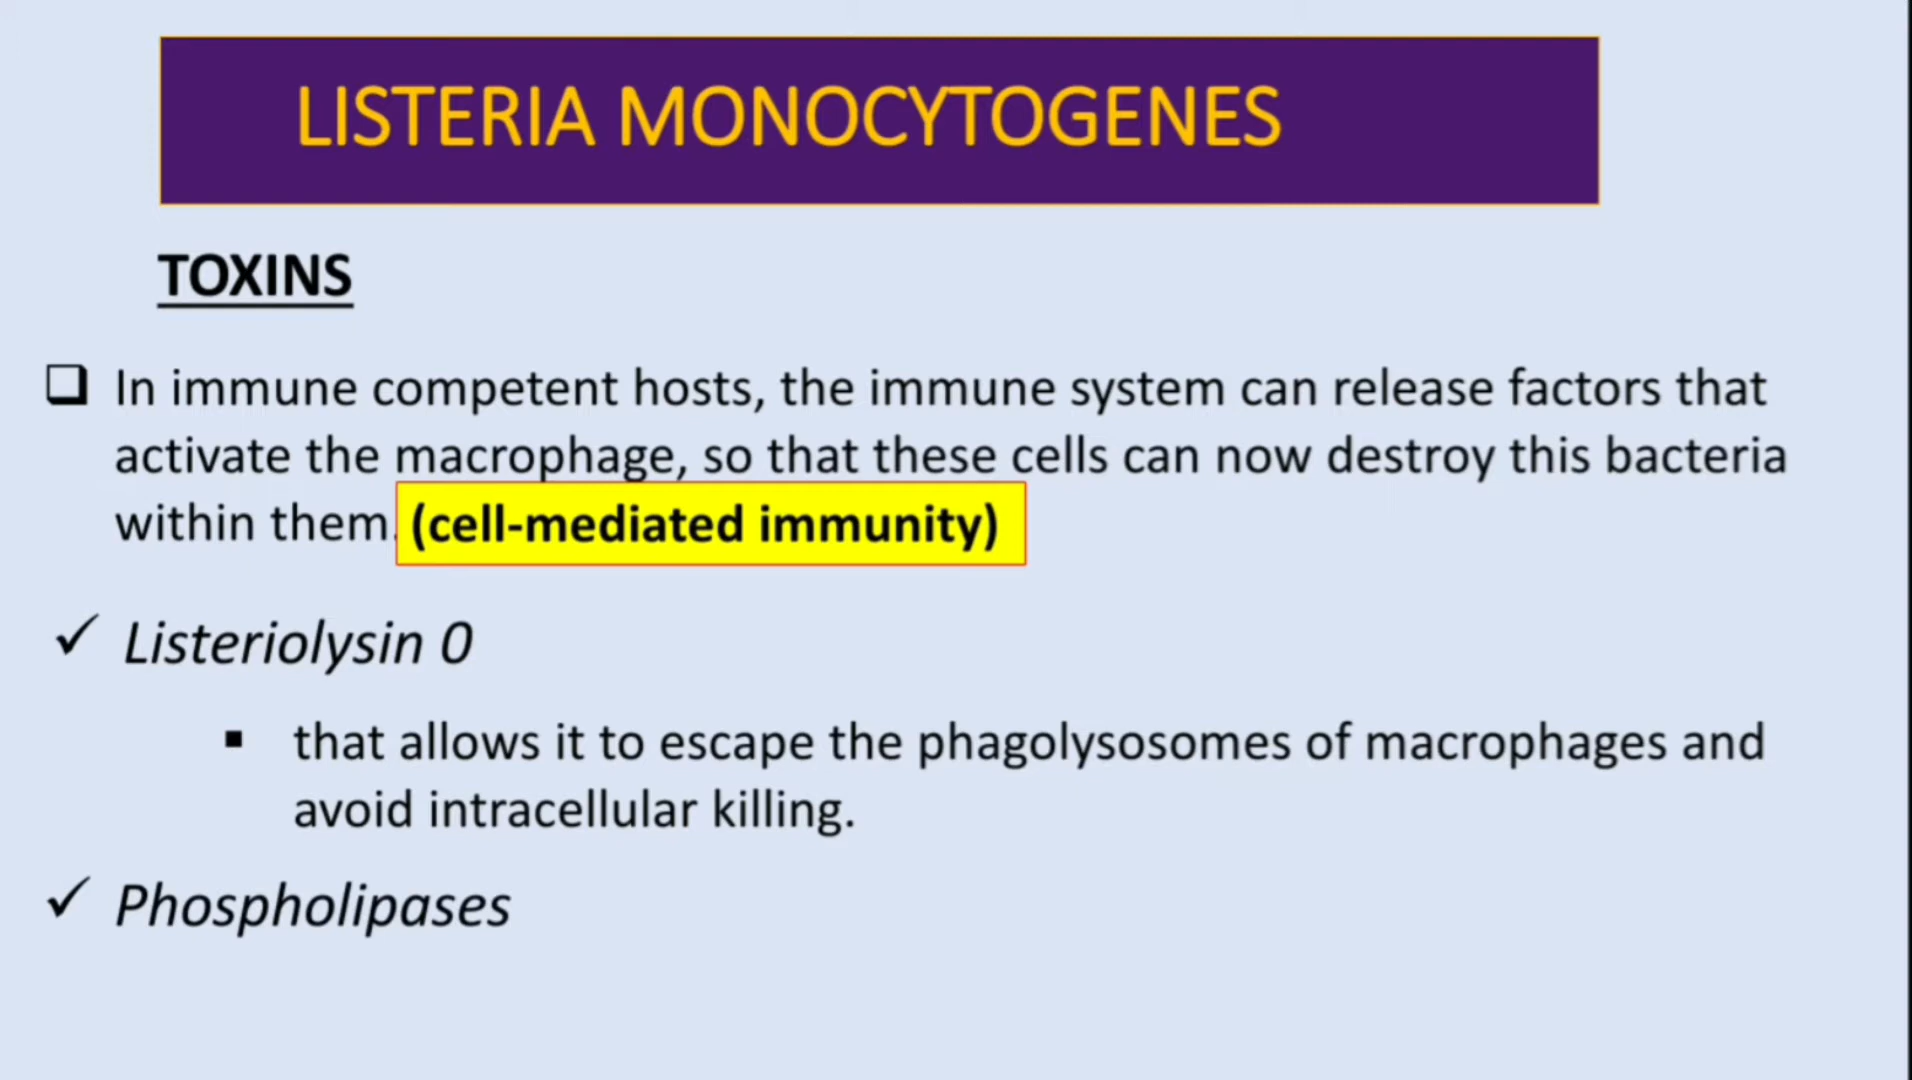 LISTERIA MONOCYTOGENES
TOXINS
In immune competent hosts, the immune system can release factors that
activate the macrophage, so that these cells can now destroy this bacteria
within them. (cell-mediated immunity)
Listeriolysin 0
that allows it to escape the phagolysosomes of macrophages and
avoid intracellular killing.
Phospholipases